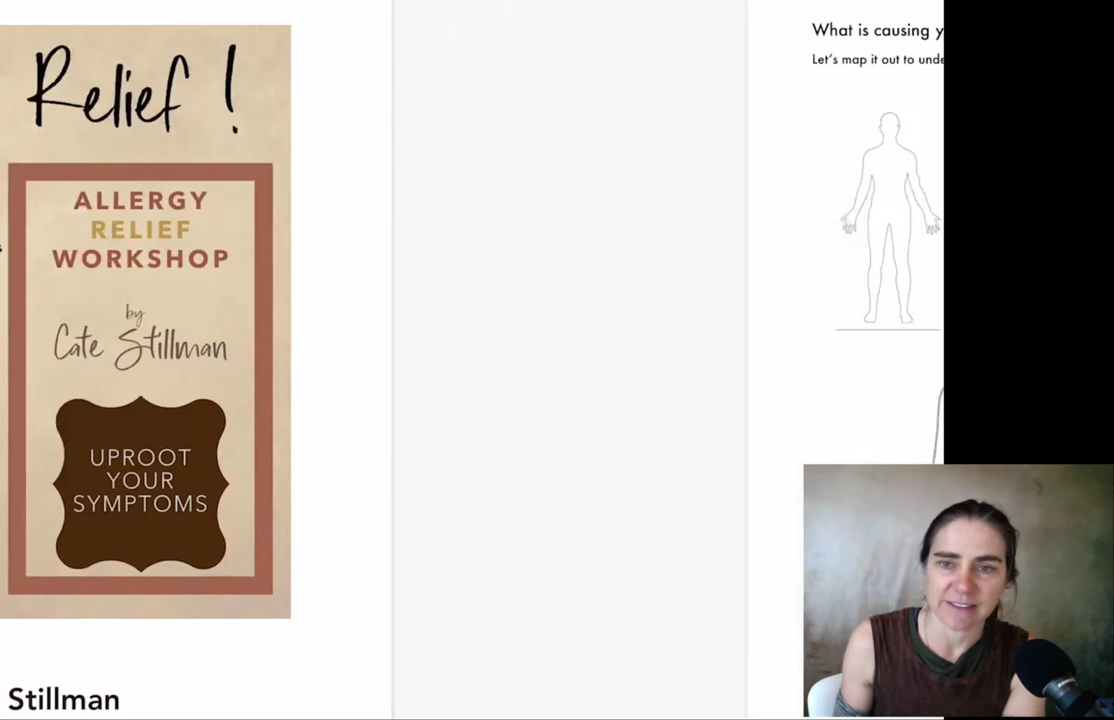 Relief !
ALLERGY
RELIEF
WORKSHOP
by
Cate Stillman
UPROOT
YOUR
SYMPTOMS
Stillman
What is causing y
Let's map it out to unde